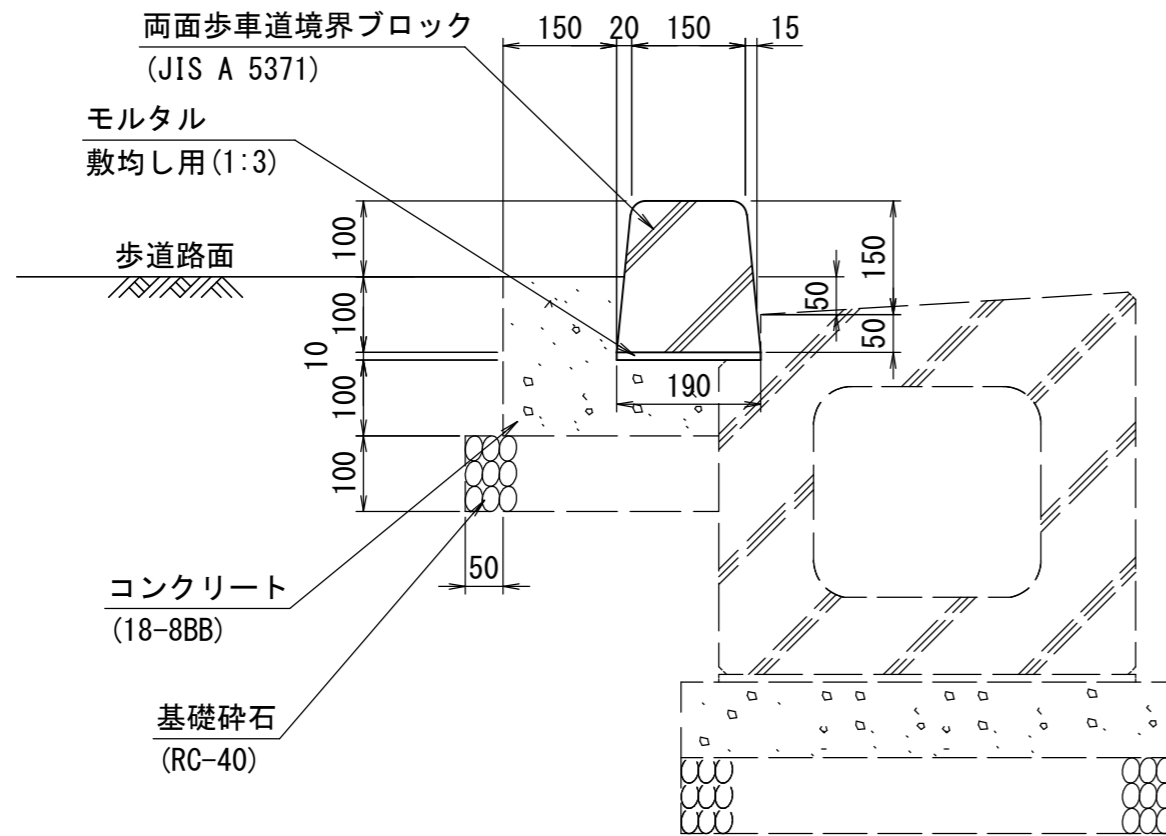 両面歩車道境界ブロック
(JIS A 5371)
150 20 150 15
モルタル
敷均し用(1:3)
歩道路面
100
100
10
100
100
150
50
50
190
50
コンクリート
(18-8BB)
基礎砕石
(RC-40)